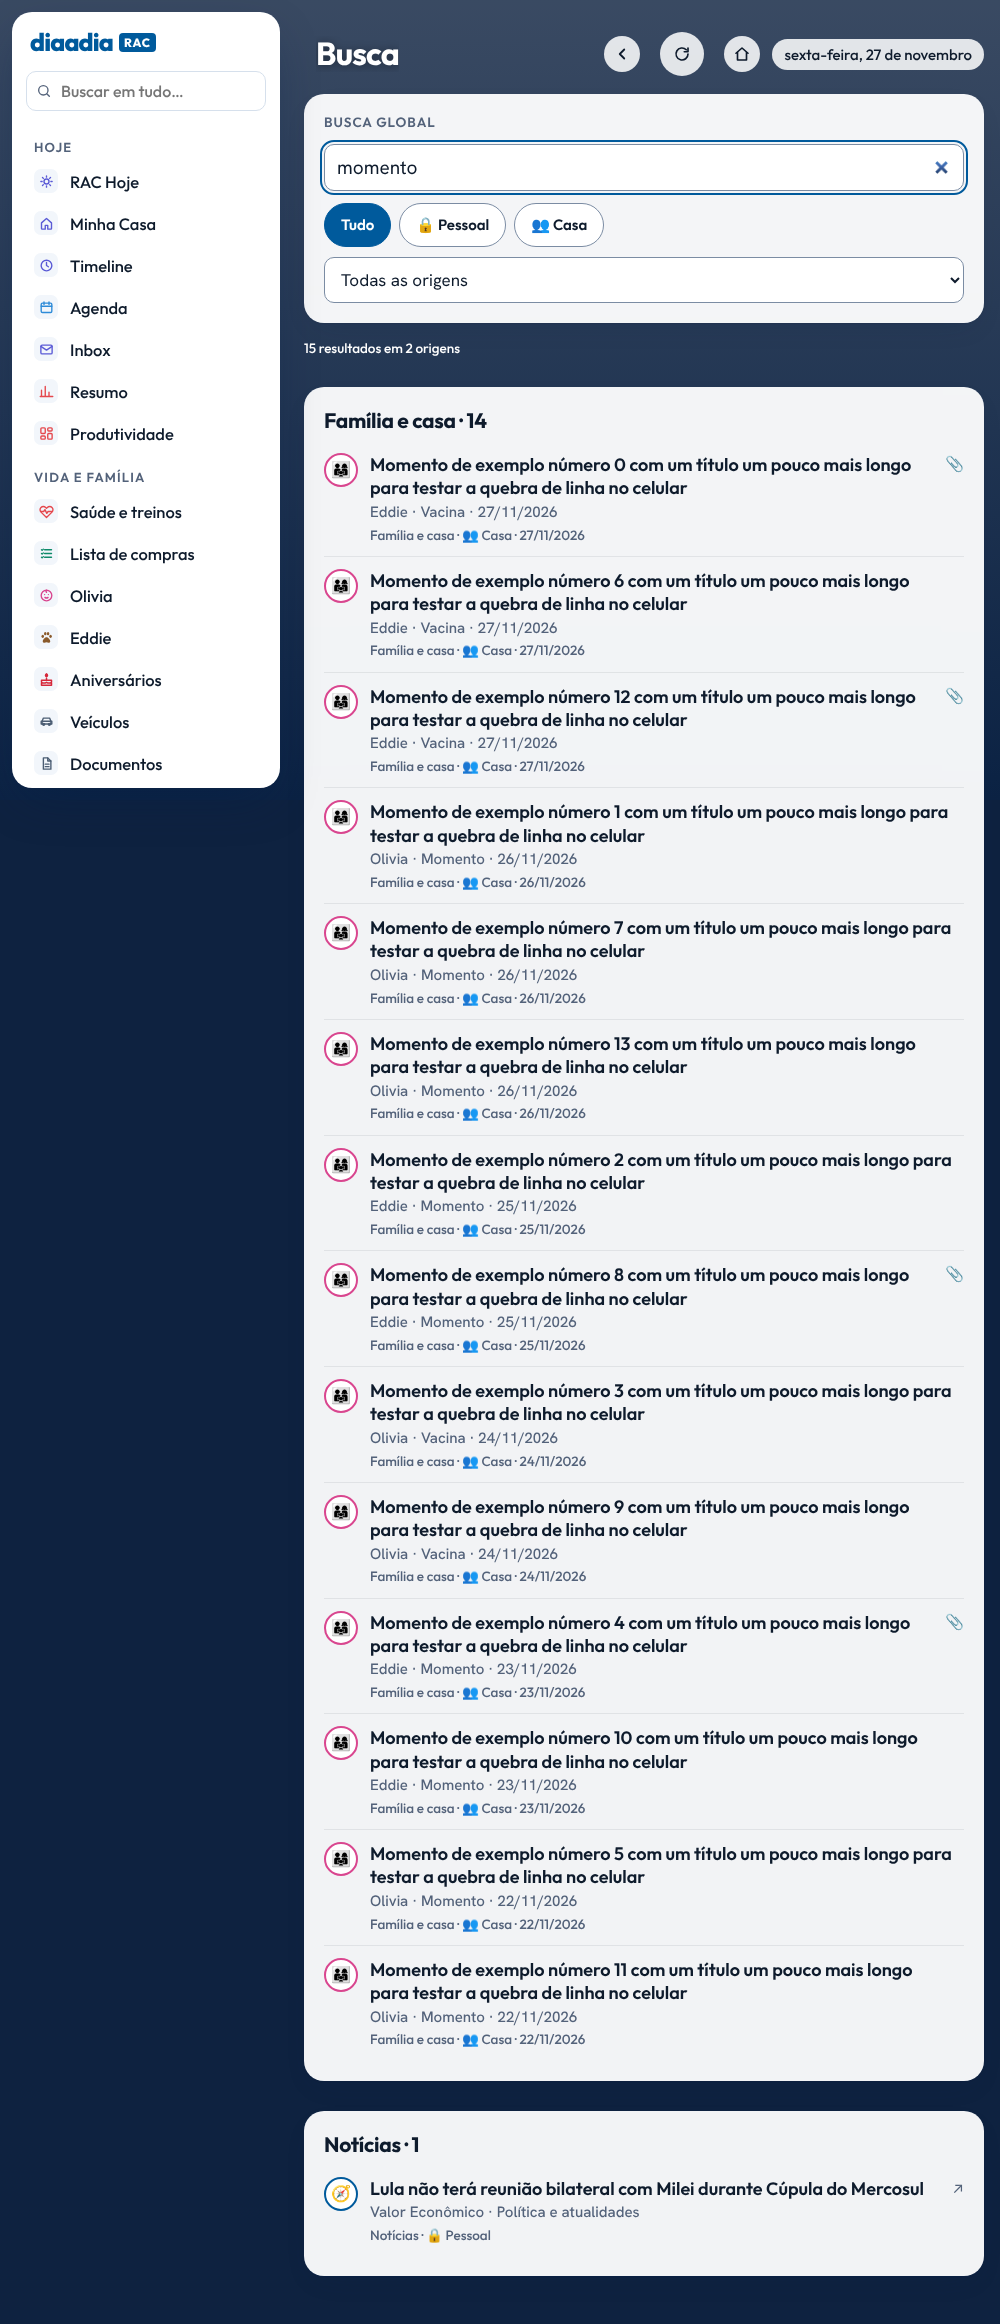 diaadia RAC
Buscar em tudo...
HOJE
RAC Hoje
Minha Casa
Timeline
Agenda
Inbox
Resumo
Produtividade
VIDA E FAMÍLIA
Saúde e treinos
Lista de compras
Olivia
Eddie
Aniversários
Veículos
Documentos
Busca
sexta-feira, 27 de novembro
BUSCA GLOBAL
momento
Tudo
Pessoal
Casa
Todas as origens
15 resultados em 2 origens
Família e casa · 14
Momento de exemplo número 0 com um título um pouco mais longo
para testar a quebra de linha no celular
Eddie · Vacina · 27/11/2026
Família e casa · 👥 Casa · 27/11/2026
Momento de exemplo número 6 com um título um pouco mais longo
para testar a quebra de linha no celular
Eddie · Vacina · 27/11/2026
Família e casa · 👥 Casa · 27/11/2026
Momento de exemplo número 12 com um título um pouco mais longo
para testar a quebra de linha no celular
Eddie · Vacina · 27/11/2026
Família e casa · 👥 Casa · 27/11/2026
Momento de exemplo número 1 com um título um pouco mais longo para
testar a quebra de linha no celular
Olivia · Momento · 26/11/2026
Família e casa · 👥 Casa · 26/11/2026
Momento de exemplo número 7 com um título um pouco mais longo para
testar a quebra de linha no celular
Olivia · Momento · 26/11/2026
Família e casa · 👥 Casa · 26/11/2026
Momento de exemplo número 13 com um título um pouco mais longo
para testar a quebra de linha no celular
Olivia · Momento · 26/11/2026
Família e casa · 👥 Casa · 26/11/2026
Momento de exemplo número 2 com um título um pouco mais longo para
testar a quebra de linha no celular
Eddie · Momento · 25/11/2026
Família e casa · 👥 Casa · 25/11/2026
Momento de exemplo número 8 com um título um pouco mais longo
para testar a quebra de linha no celular
Eddie · Momento · 25/11/2026
Família e casa · 👥 Casa · 25/11/2026
Momento de exemplo número 3 com um título um pouco mais longo para
testar a quebra de linha no celular
Olivia · Vacina · 24/11/2026
Família e casa · 👥 Casa · 24/11/2026
Momento de exemplo número 9 com um título um pouco mais longo
para testar a quebra de linha no celular
Olivia · Vacina · 24/11/2026
Família e casa · 👥 Casa · 24/11/2026
Momento de exemplo número 4 com um título um pouco mais longo
para testar a quebra de linha no celular
Eddie · Momento · 23/11/2026
Família e casa · 👥 Casa · 23/11/2026
Momento de exemplo número 10 com um título um pouco mais longo
para testar a quebra de linha no celular
Eddie · Momento · 23/11/2026
Família e casa · 👥 Casa · 23/11/2026
Momento de exemplo número 5 com um título um pouco mais longo para
testar a quebra de linha no celular
Olivia · Momento · 22/11/2026
Família e casa · 👥 Casa · 22/11/2026
Momento de exemplo número 11 com um título um pouco mais longo
para testar a quebra de linha no celular
Olivia · Momento · 22/11/2026
Família e casa · 👥 Casa · 22/11/2026
Notícias · 1
Lula não terá reunião bilateral com Milei durante Cúpula do Mercosul
Valor Econômico · Política e atualidades
Notícias · 🔒 Pessoal